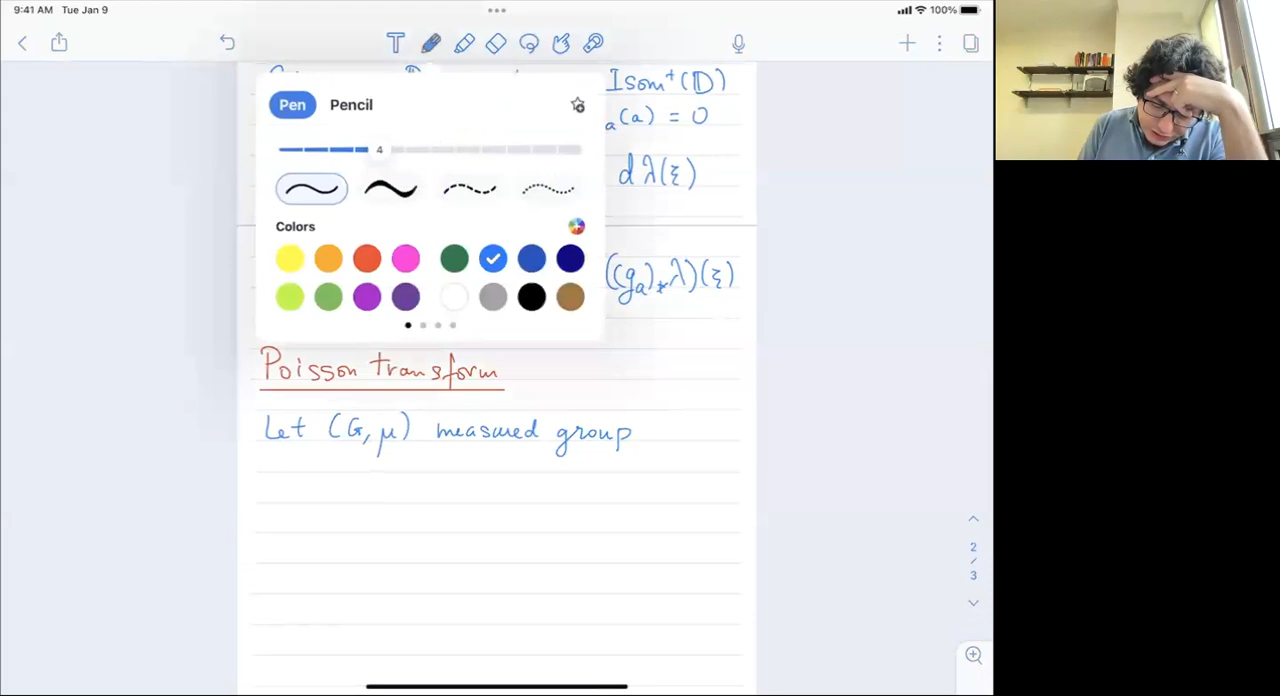 9:41 AM Tue Jan 9
100%
Isom⁺(𝔻)
Pen Pencil
ₐ(a) = 0
4
dλ(ξ)
Colors
((gₐ)⁎λ)(ξ)
Poisson transform
Let (G, μ) measured group
2
/
3